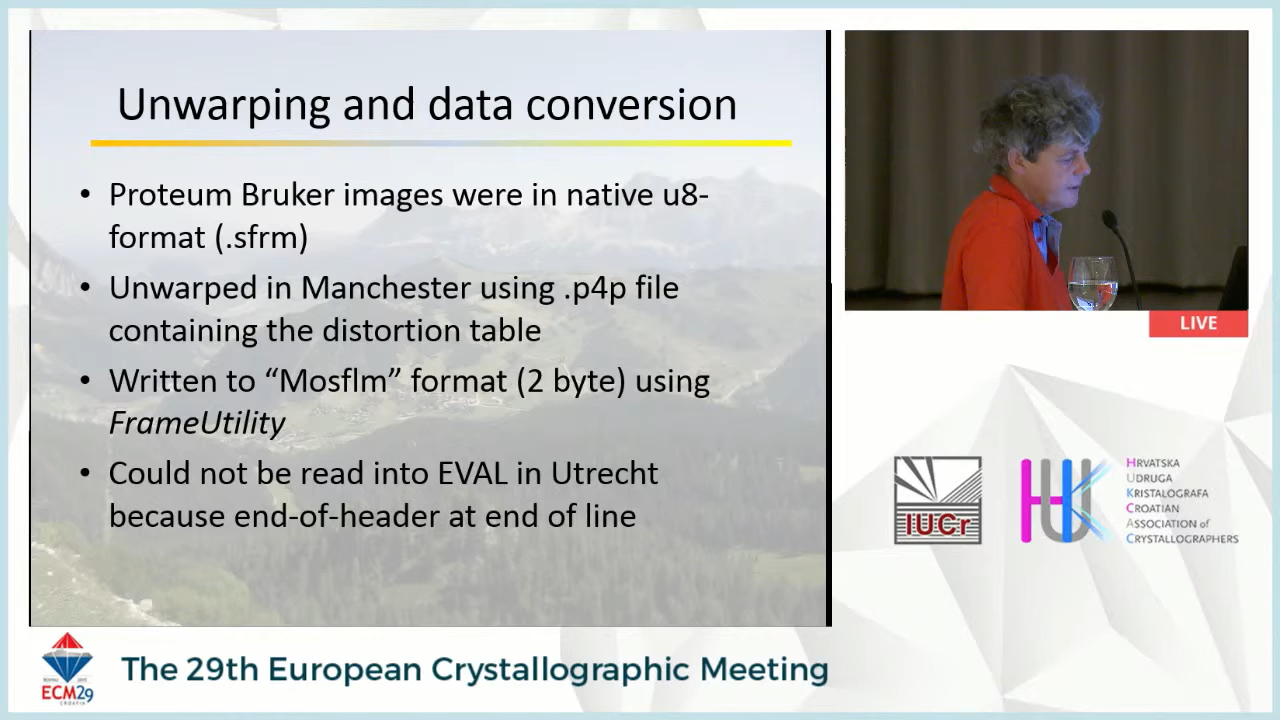 Unwarping and data conversion
• Proteum Bruker images were in native u8-
format (.sfrm)
• Unwarped in Manchester using .p4p file
containing the distortion table
• Written to “Mosflm” format (2 byte) using
FrameUtility
• Could not be read into EVAL in Utrecht
because end-of-header at end of line
LIVE
IUCr
HUK
HRVATSKA
UDRUGA
KRISTALOGRAFA
CROATIAN
ASSOCIATION of
CRYSTALLOGRAPHERS
ECM29
CROATIA
The 29th European Crystallographic Meeting